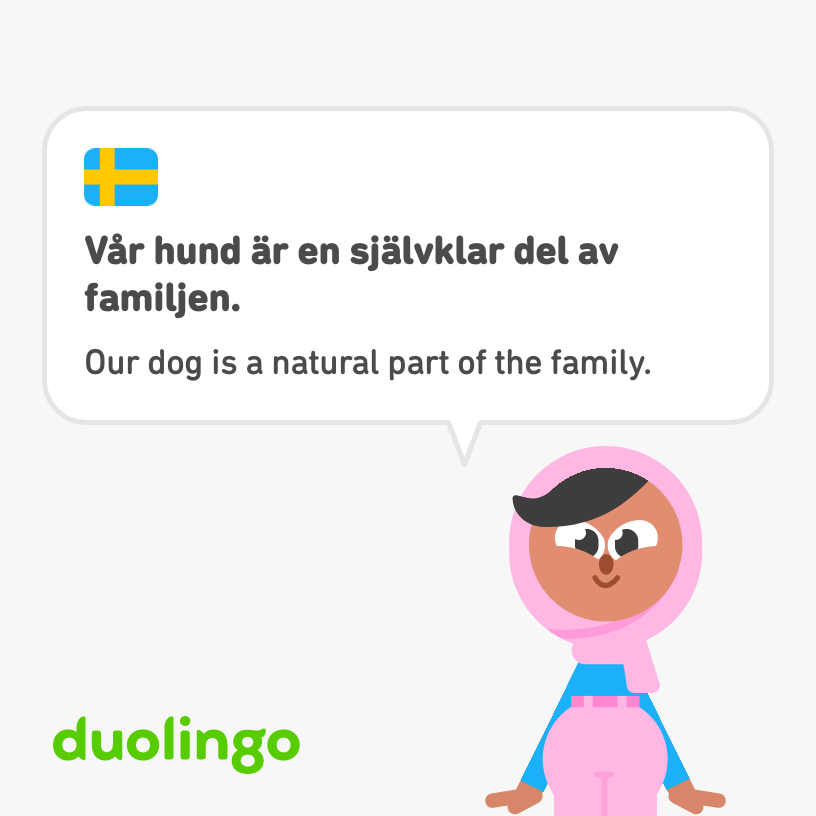 Vår hund är en självklar del av
familjen.
Our dog is a natural part of the family.
duolingo